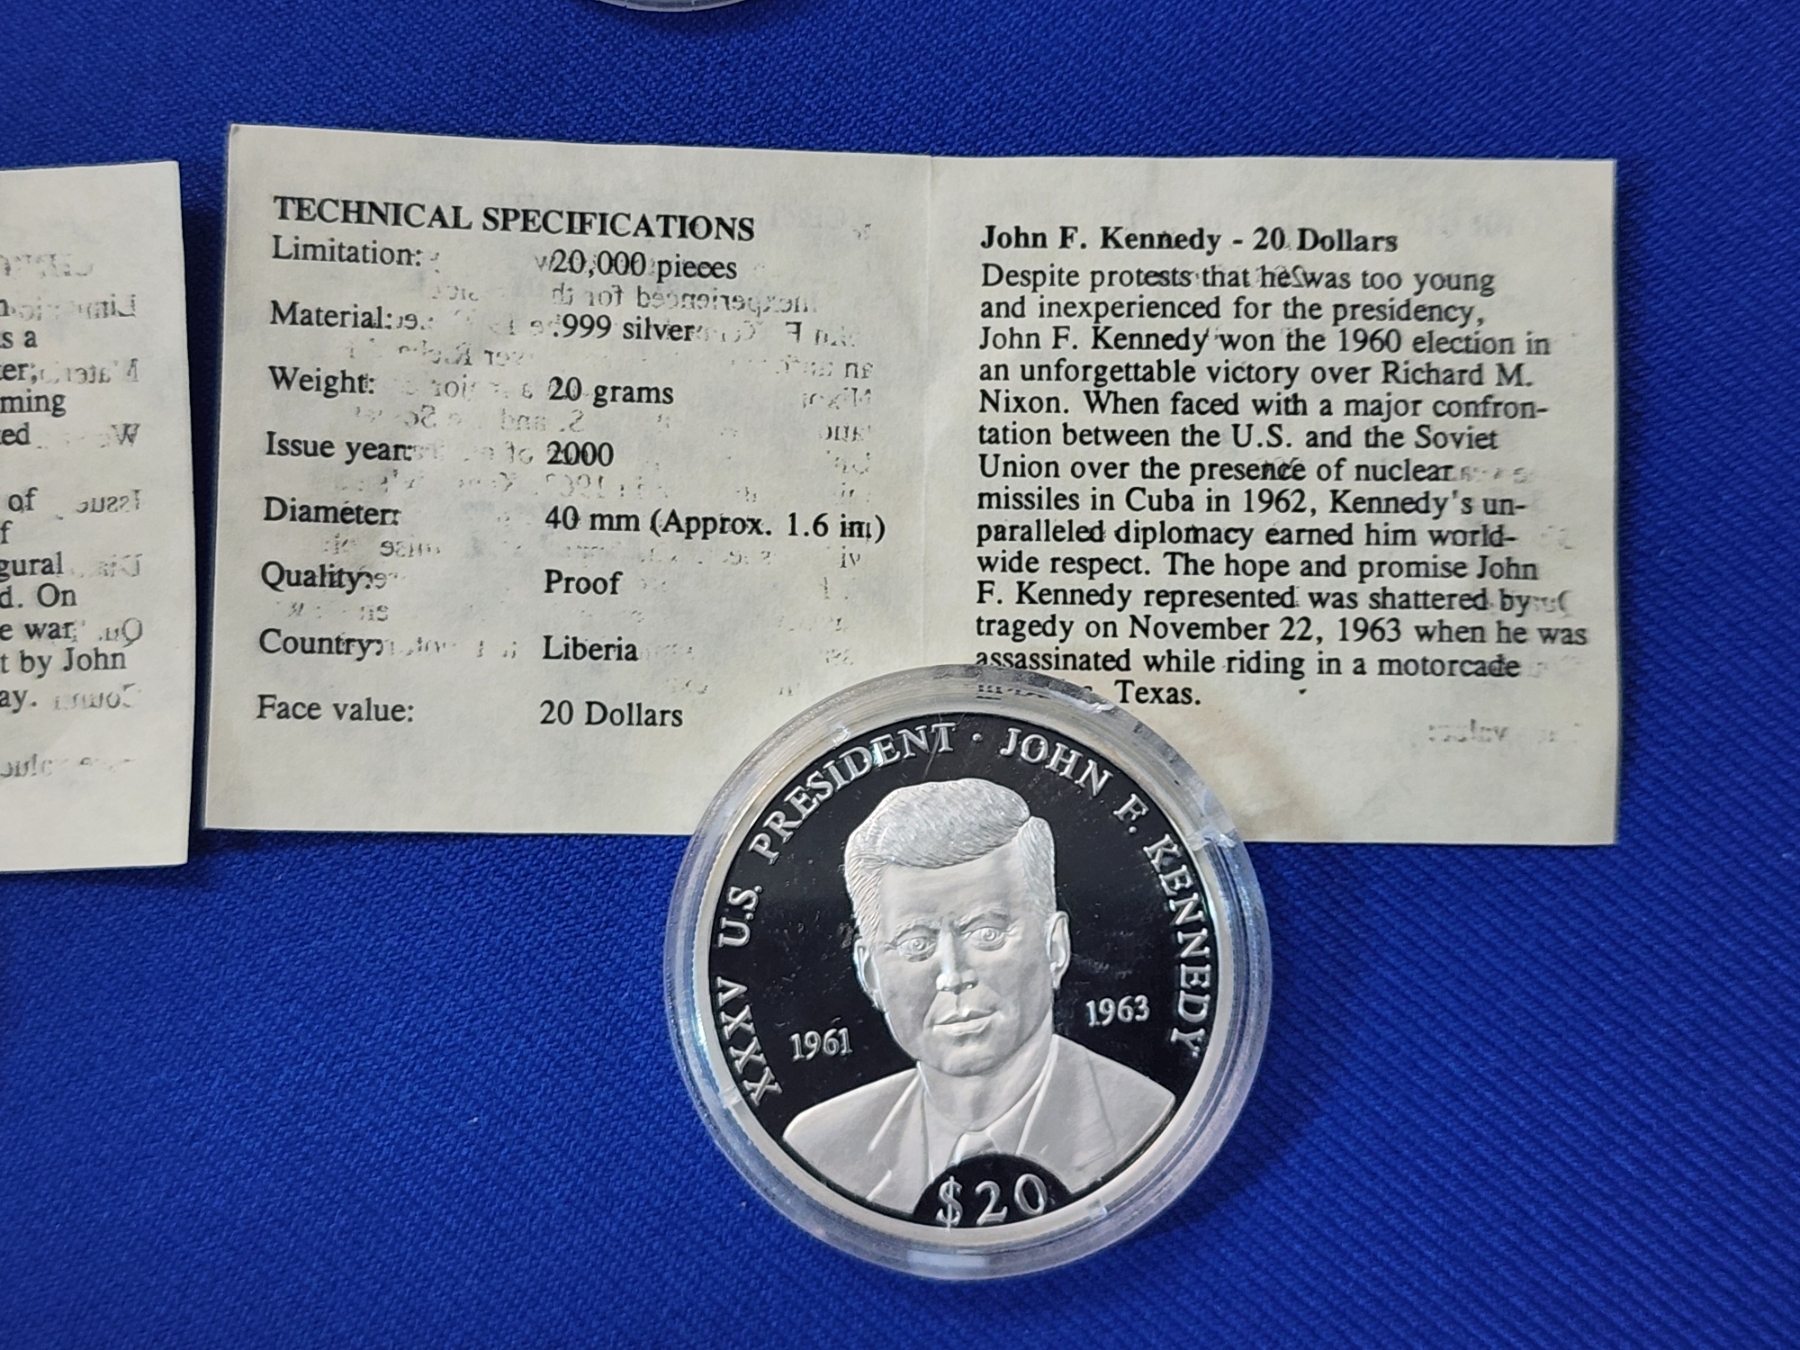 s a
ming
of
gural
d. On
e war,
t by John
ay.
TECHNICAL SPECIFICATIONS
Limitation: 20,000 pieces
Material: .999 silver
Weight: 20 grams
Issue year: 2000
Diameter: 40 mm (Approx. 1.6 in)
Quality: Proof
Country: Liberia
Face value: 20 Dollars
John F. Kennedy - 20 Dollars
Despite protests that he was too young
and inexperienced for the presidency,
John F. Kennedy won the 1960 election in
an unforgettable victory over Richard M.
Nixon. When faced with a major confron-
tation between the U.S. and the Soviet
Union over the presence of nuclear
missiles in Cuba in 1962, Kennedy's un-
paralleled diplomacy earned him world-
wide respect. The hope and promise John
F. Kennedy represented was shattered by
tragedy on November 22, 1963 when he was
assassinated while riding in a motorcade
Texas.
XXXV U.S. PRESIDENT · JOHN F. KENNEDY
1961
1963
$20